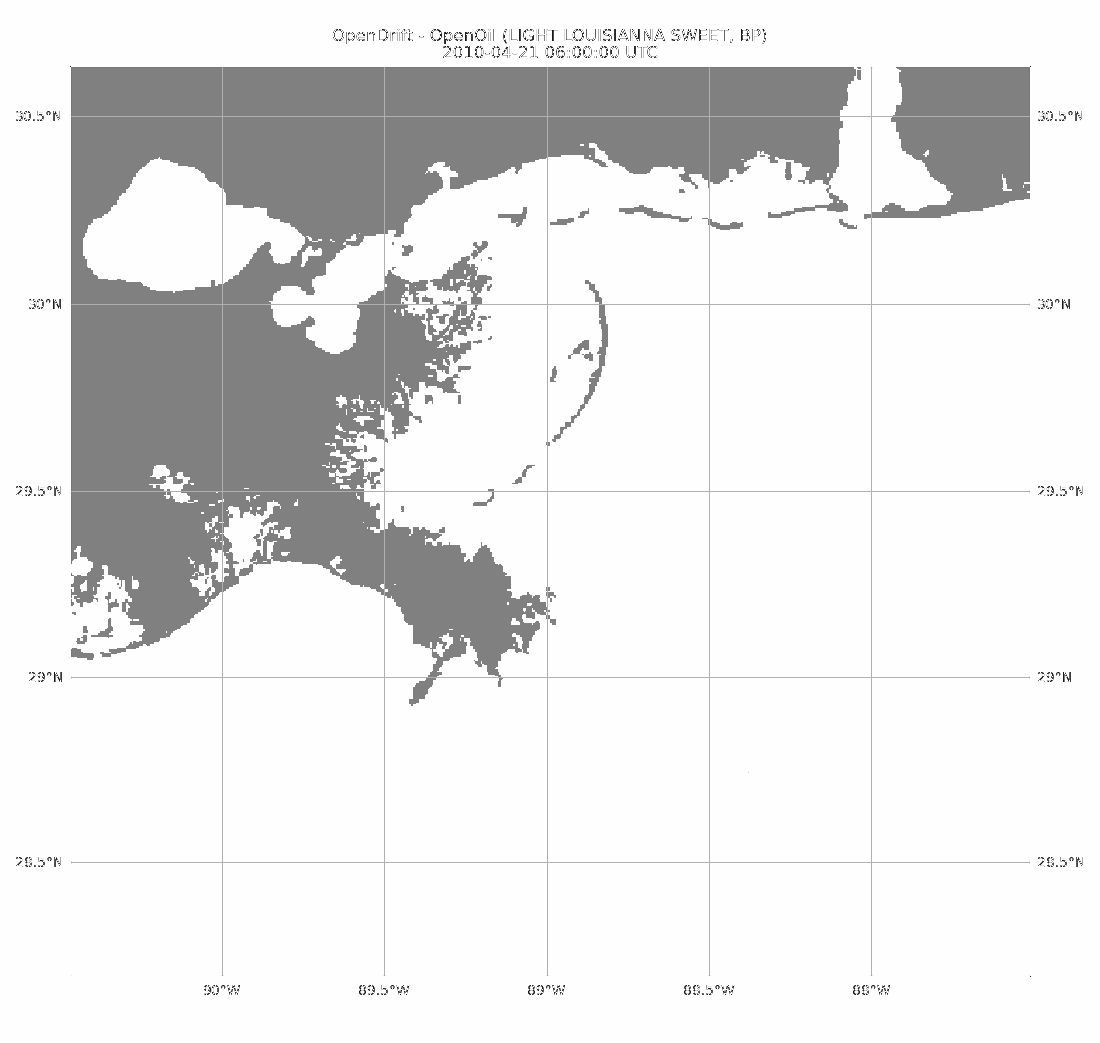 OpenDrift - OpenOil (LIGHT LOUISIANNA SWEET, BP)
2010-04-21 06:00:00 UTC
30.5°N 30.5°N
30°N 30°N
29.5°N 29.5°N
29°N 29°N
28.5°N 28.5°N
90°W 89.5°W 89°W 88.5°W 88°W